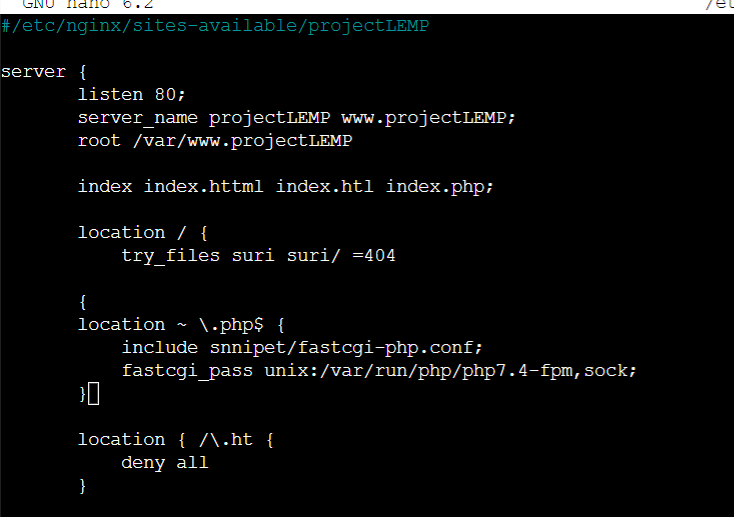 GNU nano 6.2 /et
#/etc/nginx/sites-available/projectLEMP
server {
listen 80;
server_name projectLEMP www.projectLEMP;
root /var/www.projectLEMP
index index.httml index.htl index.php;
location / {
try_files suri suri/ =404
{
location ~ \.php$ {
include snnipet/fastcgi-php.conf;
fastcgi_pass unix:/var/run/php/php7.4-fpm,sock;
}
location { /\.ht {
deny all
}